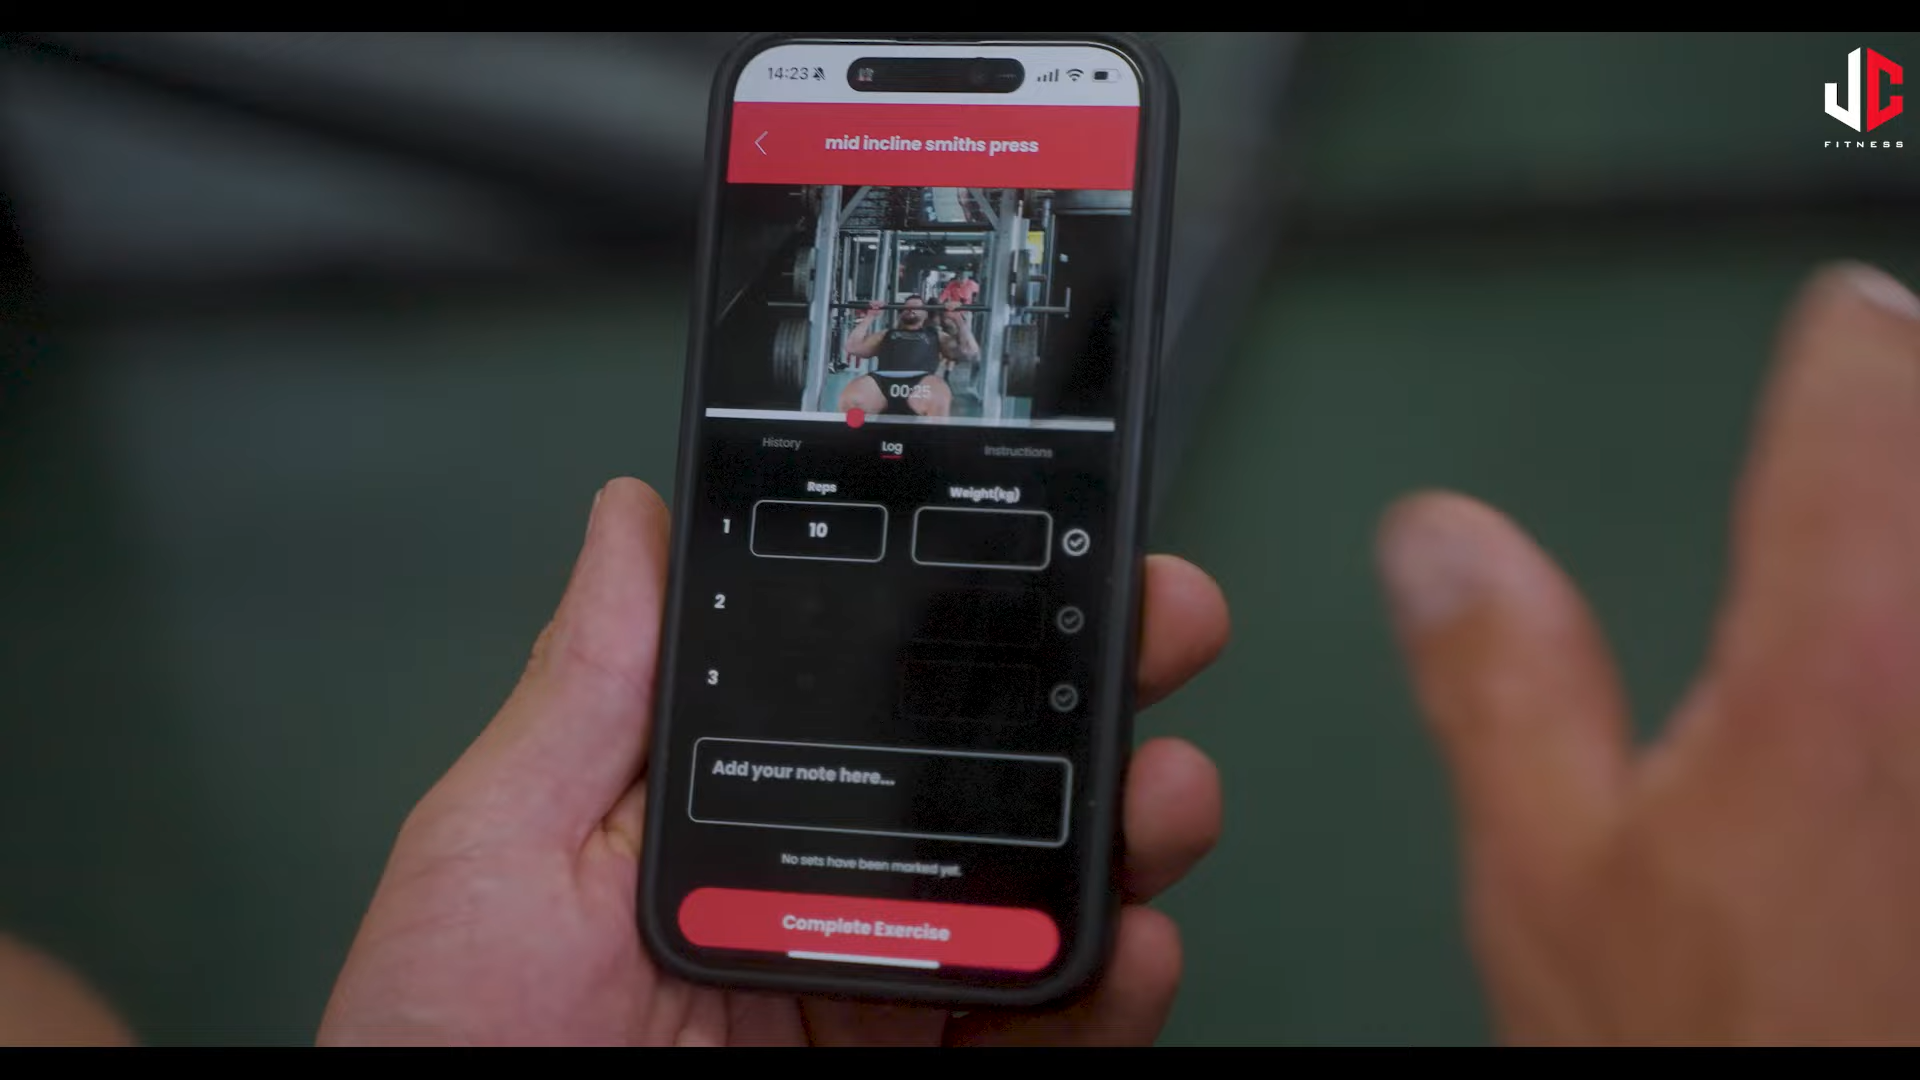 14:23
mid incline smiths press
00:25
History Log Instructions
Reps Weight(kg)
1 10
2
3
Add your note here...
No sets have been marked yet.
Complete Exercise
JC
FITNESS